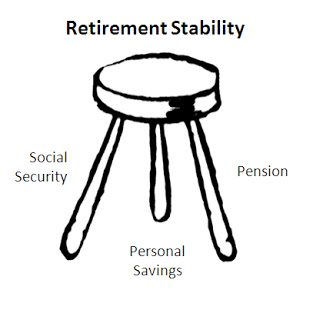 Retirement Stability
Social
Security
Pension
Personal
Savings